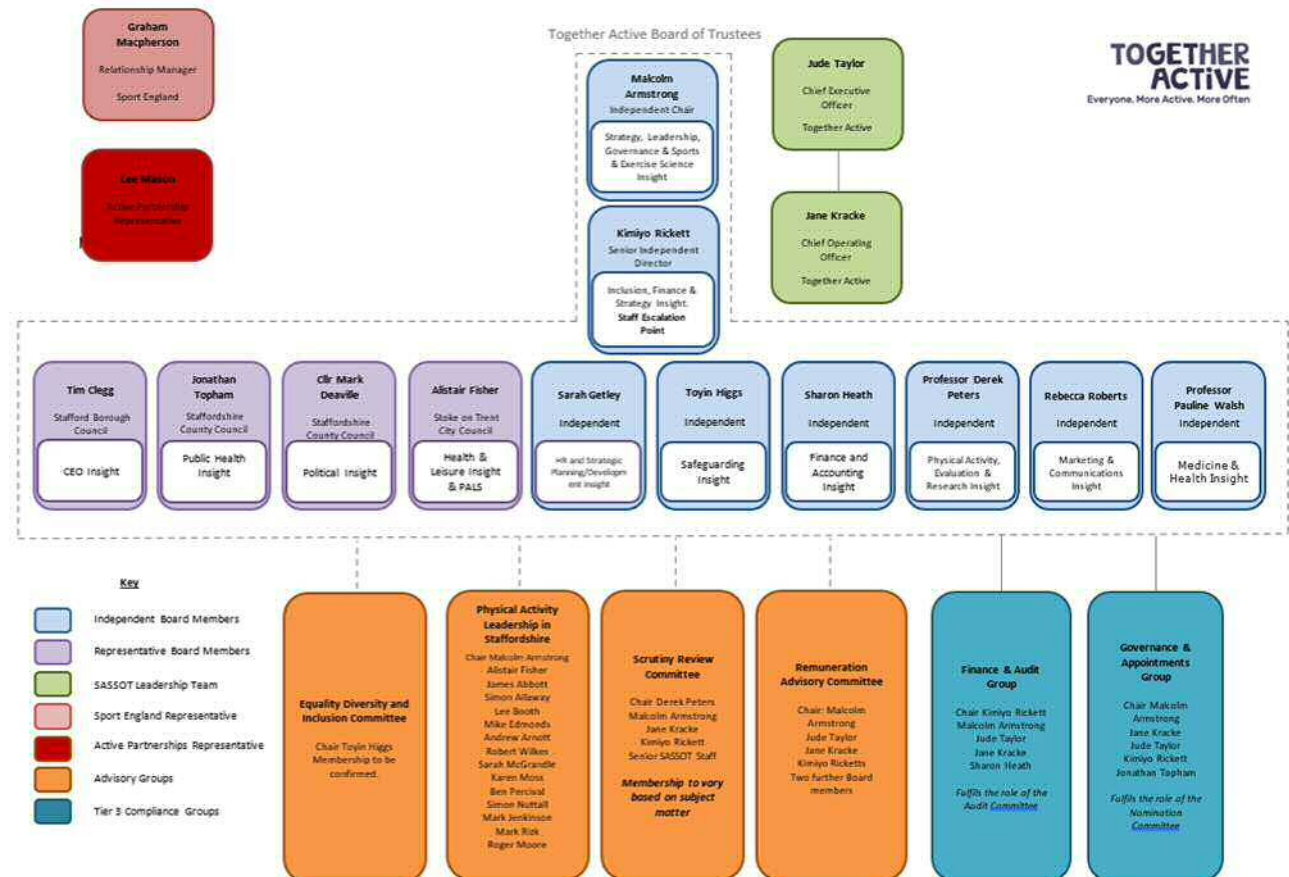 Graham
Macpherson
Relationship Manager
Sport England
Lee Mason
Active Partnership
Representative
Together Active Board of Trustees
Malcolm
Armstrong
Independent Chair
Strategy, Leadership,
Governance & Sports
& Exercise Science
Insight
Kimiyo Rickett
Senior Independent
Director
Inclusion, Finance &
Strategy Insight.
Staff Escalation
Point
Jude Taylor
Chief Executive
Officer
Together Active
Jane Kracke
Chief Operating
Officer
Together Active
TOGETHER
ACTIVE
Everyone. More Active. More Often
Tim Clegg
Stafford Borough
Council
CEO Insight
Jonathan
Topham
Staffordshire
County Council
Public Health
Insight
Cllr Mark
Deaville
Staffordshire
County Council
Political Insight
Alistair Fisher
Stoke on Trent
City Council
Health &
Leisure Insight
& PALS
Sarah Getley
Independent
HR and Strategic
Planning/Developm
ent Insight
Toyin Higgs
Independent
Safeguarding
Insight
Sharon Heath
Independent
Finance and
Accounting
Insight
Professor Derek
Peters
Independent
Physical Activity,
Evaluation &
Research Insight
Rebecca Roberts
Independent
Marketing &
Communications
Insight
Professor
Pauline Walsh
Independent
Medicine &
Health Insight
Key
Independent Board Members
Representative Board Members
SASSOT Leadership Team
Sport England Representative
Active Partnerships Representative
Advisory Groups
Tier 3 Compliance Groups
Equality Diversity and
Inclusion Committee
Chair Toyin Higgs
Membership to be
confirmed.
Physical Activity
Leadership in
Staffordshire
Chair Malcolm Armstrong
Alistair Fisher
James Abbott
Simon Allaway
Lee Booth
Mike Edmonds
Andrew Arnott
Robert Wilkes
Sarah McGrandle
Karen Moss
Ben Percival
Simon Nuttall
Mark Jenkinson
Mark Rizk
Roger Moore
Scrutiny Review
Committee
Chair Derek Peters
Malcolm Armstrong
Jane Kracke
Kimiyo Rickett
Senior SASSOT Staff
Membership to vary
based on subject
matter
Remuneration
Advisory Committee
Chair: Malcolm
Armstrong
Jude Taylor
Jane Kracke
Kimiyo Ricketts
Two further Board
members
Finance & Audit
Group
Chair Kimiyo Rickett
Malcolm Armstrong
Jude Taylor
Jane Kracke
Sharon Heath
Fulfils the role of the
Audit Committee
Governance &
Appointments
Group
Chair Malcolm
Armstrong
Jane Kracke
Jude Taylor
Kimiyo Rickett
Jonathan Topham
Fulfils the role of the
Nomination
Committee